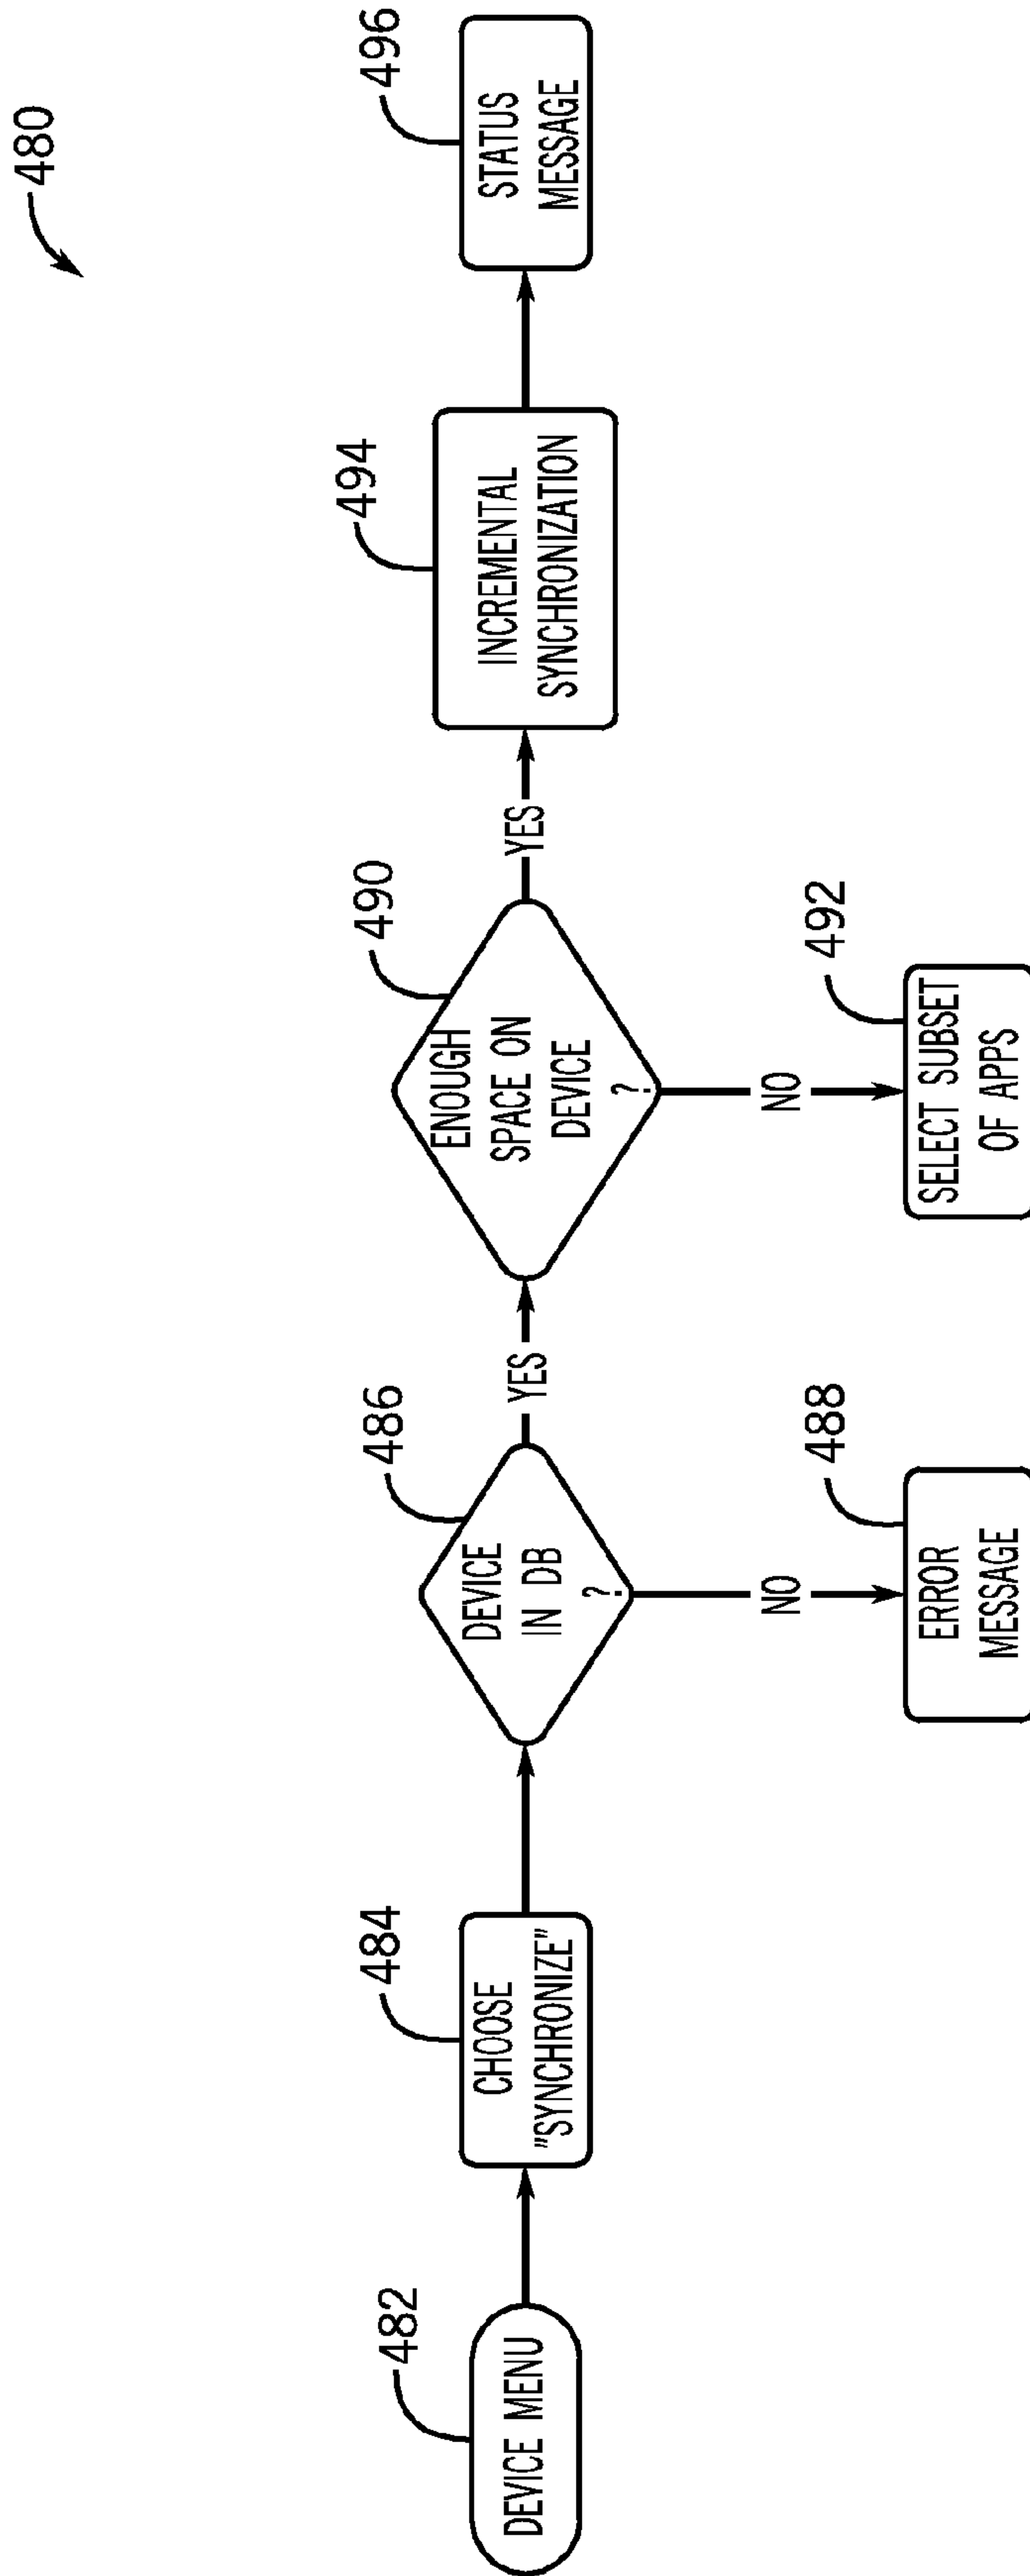 480
482
DEVICE MENU
484
CHOOSE
"SYNCHRONIZE"
486
DEVICE
IN DB
?
YES
NO
488
ERROR
MESSAGE
490
ENOUGH
SPACE ON
DEVICE
?
YES
NO
492
SELECT SUBSET
OF APPS
494
INCREMENTAL
SYNCHRONIZATION
496
STATUS
MESSAGE